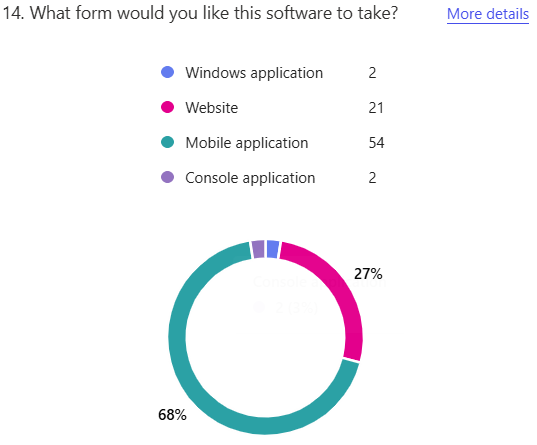 14. What form would you like this software to take? More details
Windows application 2
Website 21
Mobile application 54
Console application 2
27%
68%